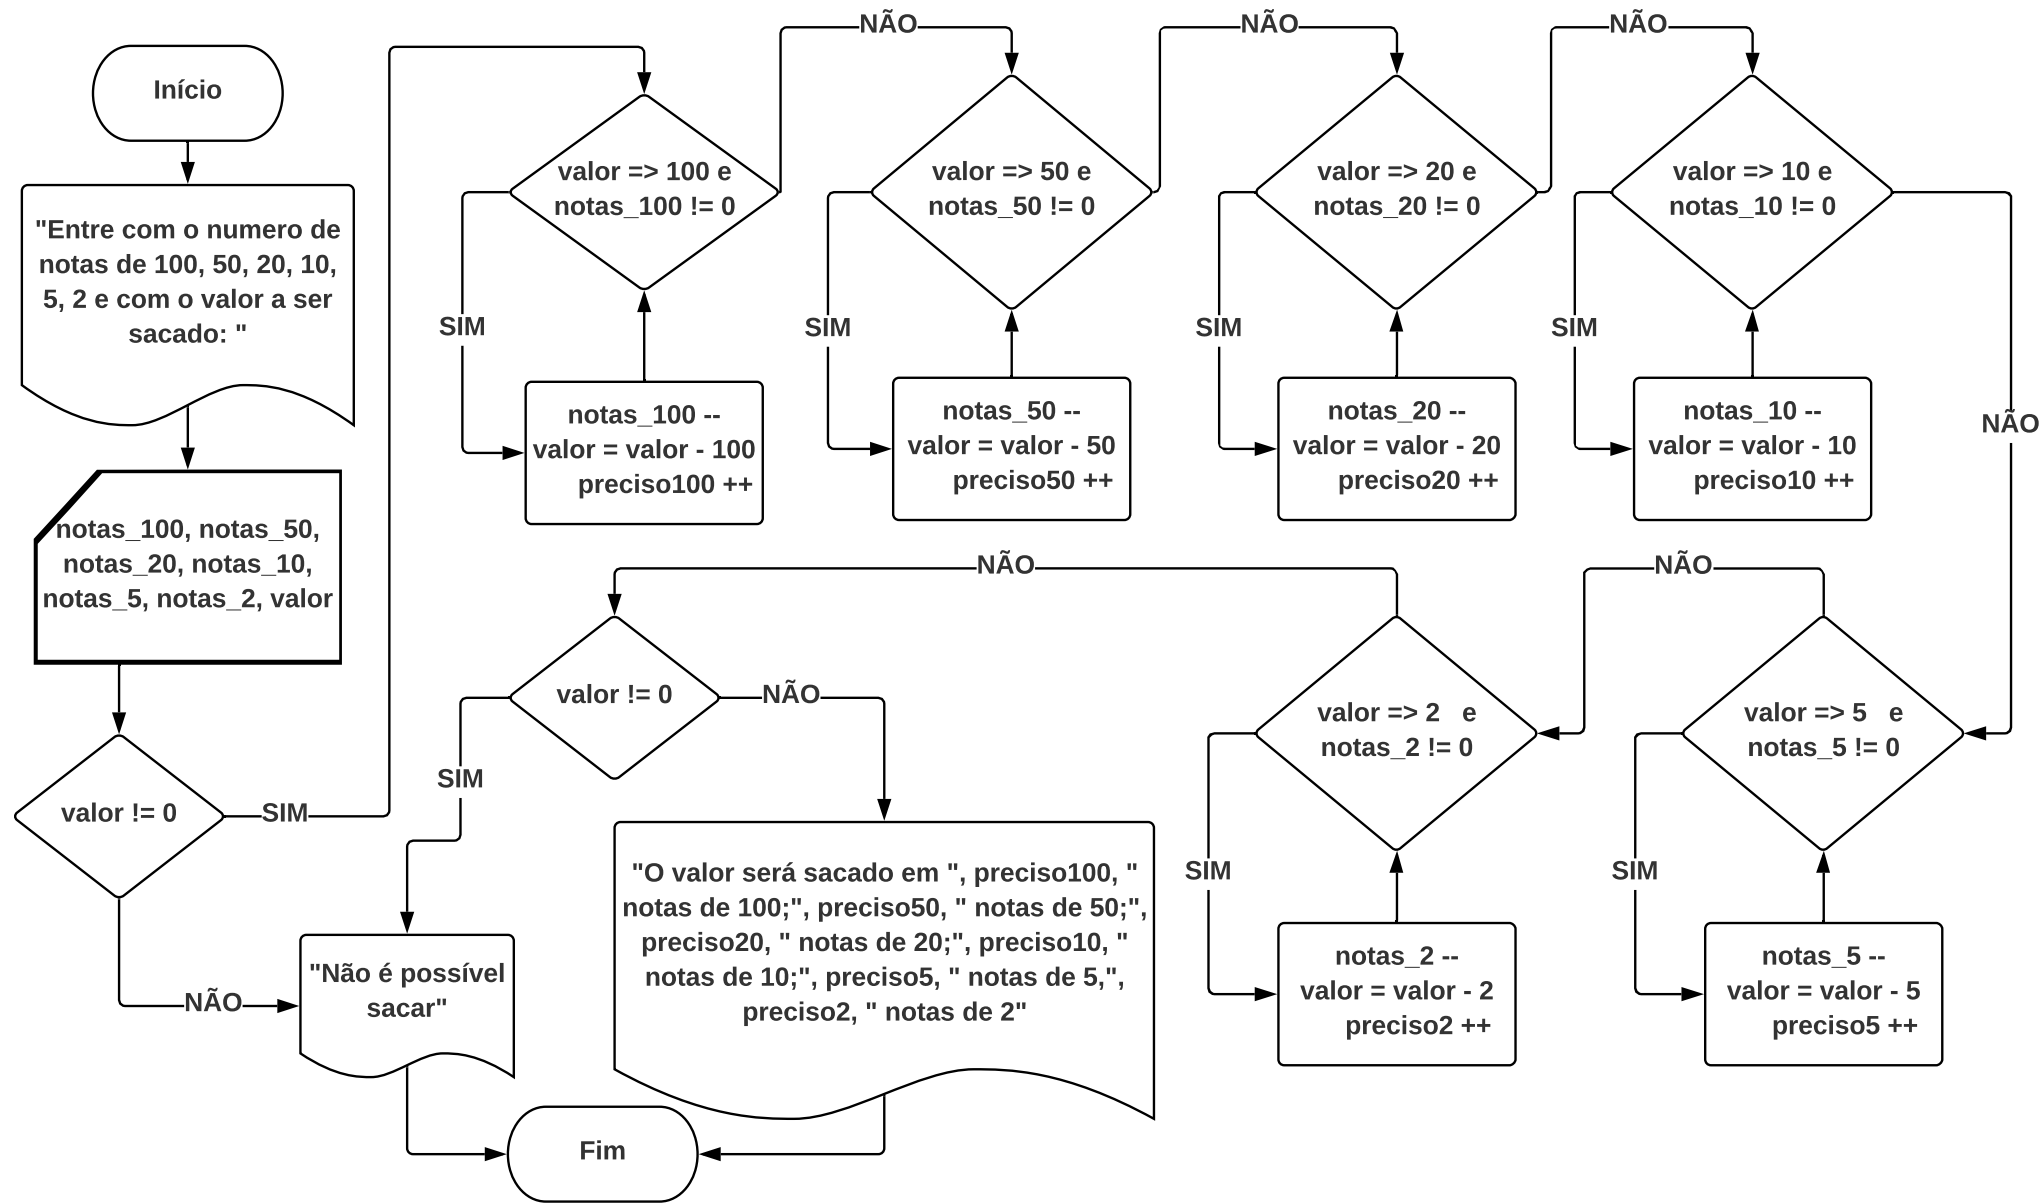 Início
"Entre com o numero de
notas de 100, 50, 20, 10,
5, 2 e com o valor a ser
sacado: "
notas_100, notas_50,
notas_20, notas_10,
notas_5, notas_2, valor
valor != 0
SIM
NÃO
valor => 100 e
notas_100 != 0
SIM
notas_100 --
valor = valor - 100
preciso100 ++
NÃO
valor => 50 e
notas_50 != 0
SIM
notas_50 --
valor = valor - 50
preciso50 ++
NÃO
valor => 20 e
notas_20 != 0
SIM
notas_20 --
valor = valor - 20
preciso20 ++
NÃO
valor => 10 e
notas_10 != 0
SIM
notas_10 --
valor = valor - 10
preciso10 ++
NÃO
valor => 5 e
notas_5 != 0
SIM
notas_5 --
valor = valor - 5
preciso5 ++
NÃO
valor => 2 e
notas_2 != 0
SIM
notas_2 --
valor = valor - 2
preciso2 ++
NÃO
valor != 0
SIM
NÃO
"Não é possível
sacar"
"O valor será sacado em ", preciso100, "
notas de 100;", preciso50, " notas de 50;",
preciso20, " notas de 20;", preciso10, "
notas de 10;", preciso5, " notas de 5,",
preciso2, " notas de 2"
Fim